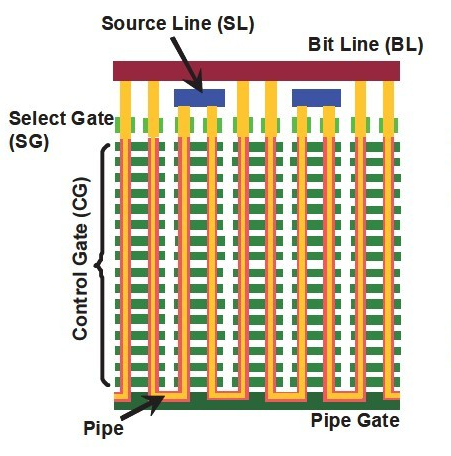 Source Line (SL)
Bit Line (BL)
Select Gate
(SG)
Control Gate (CG)
Pipe
Pipe Gate